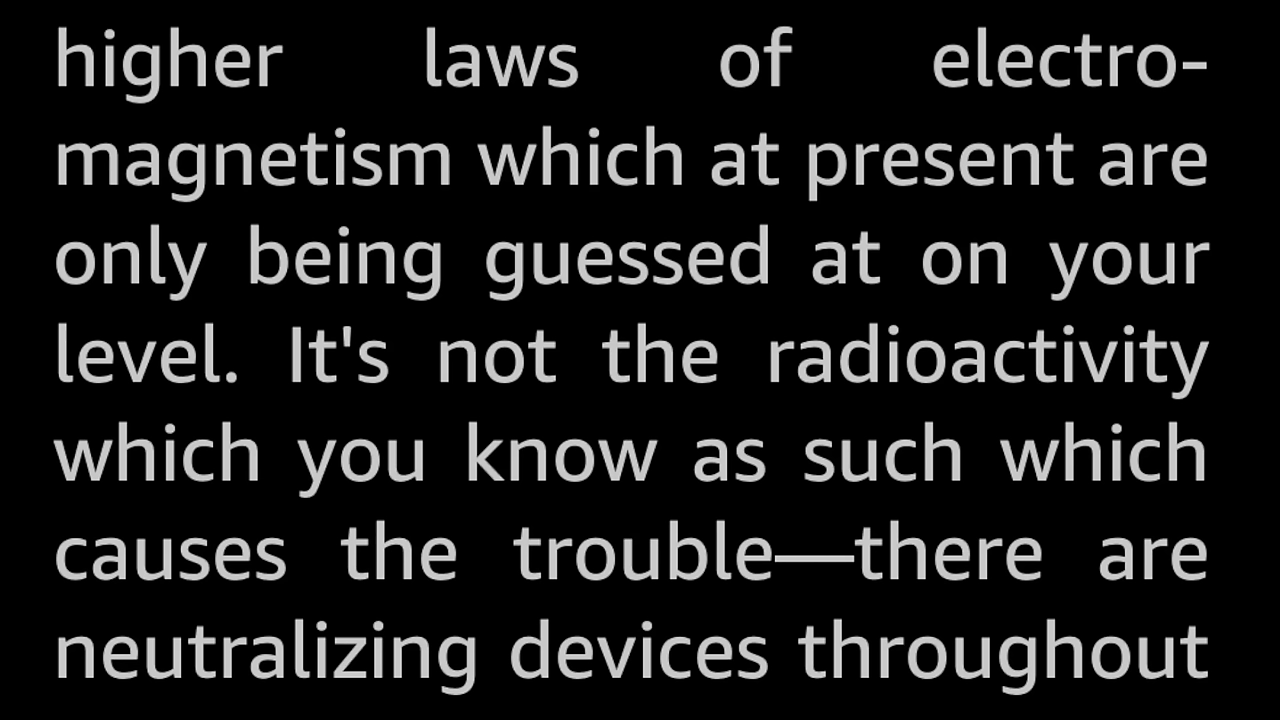 higher laws of electro-
magnetism which at present are
only being guessed at on your
level. It's not the radioactivity
which you know as such which
causes the trouble—there are
neutralizing devices throughout